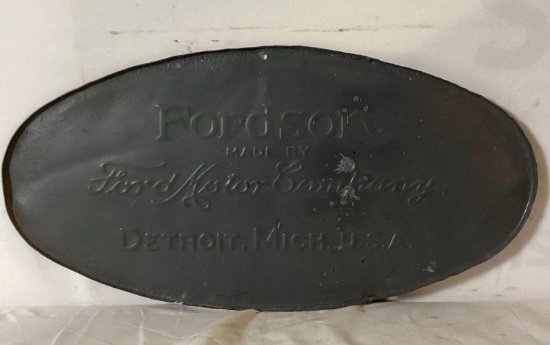 Fordson
MADE BY
Ford Motor Company
DETROIT, MICH., U.S.A.